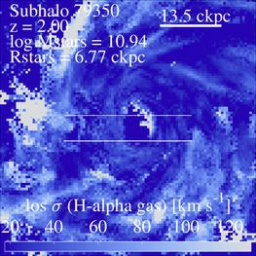 Subhalo 79350
13.5 ckpc
z = 2.00
log Mstars = 10.94
Rstars = 6.77 ckpc
los σ (H-alpha gas) [km s⁻¹]
20 40 60 80 100 120